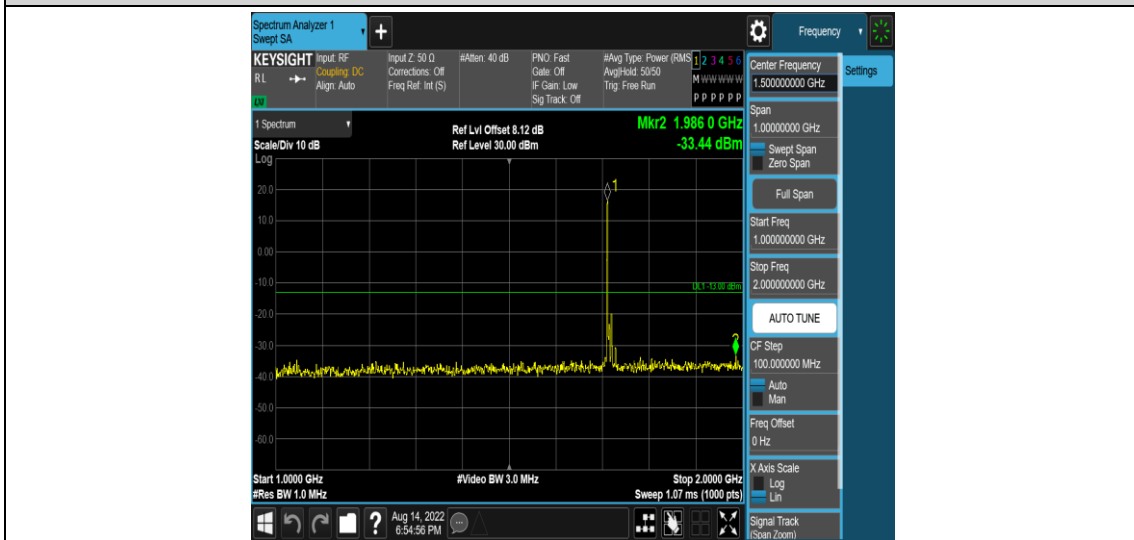 Spectrum Analyzer 1
Swept SA
+
Frequency
KEYSIGHT
RL
LXI
Input: RF
Coupling: DC
Align: Auto
Input Z: 50 Ω
Corrections: Off
Freq Ref: Int (S)
#Atten: 40 dB
PNO: Fast
Gate: Off
IF Gain: Low
Sig Track: Off
#Avg Type: Power (RMS
Avg|Hold: 50/50
Trig: Free Run
1 2 3 4 5 6
M W W W W W
P P P P P P
1 Spectrum
Scale/Div 10 dB
Log
Ref Lvl Offset 8.12 dB
Ref Level 30.00 dBm
Mkr2 1.986 0 GHz
-33.44 dBm
1
20.0
10.0
0.00
-10.0
DL1 -13.00 dBm
-20.0
-30.0
2
-40.0
-50.0
-60.0
Start 1.0000 GHz
#Res BW 1.0 MHz
#Video BW 3.0 MHz
Stop 2.0000 GHz
Sweep 1.07 ms (1000 pts)
?
Aug 14, 2022
6:54:56 PM
Center Frequency
1.500000000 GHz
Settings
Span
1.00000000 GHz
Swept Span
Zero Span
Full Span
Start Freq
1.000000000 GHz
Stop Freq
2.000000000 GHz
AUTO TUNE
CF Step
100.000000 MHz
Auto
Man
Freq Offset
0 Hz
X Axis Scale
Log
Lin
Signal Track
(Span Zoom)